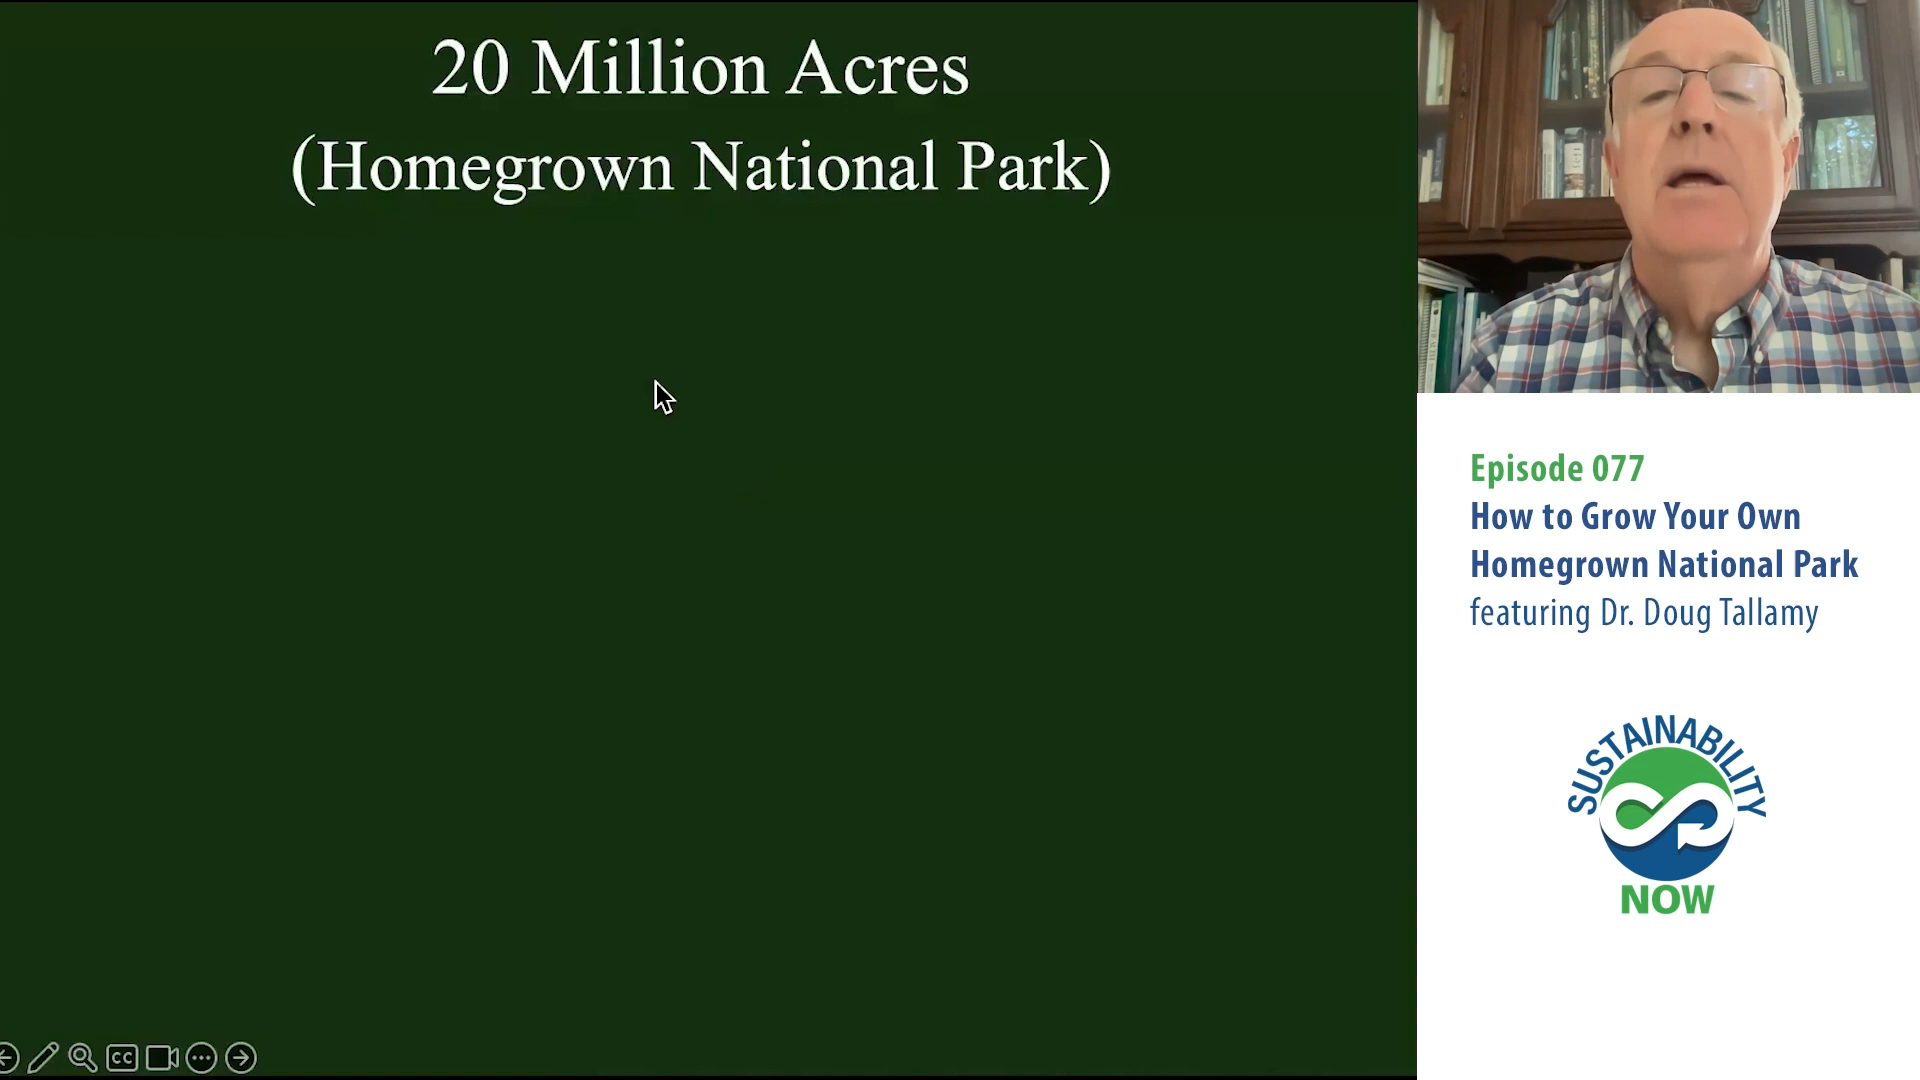 20 Million Acres
(Homegrown National Park)
Episode 077
How to Grow Your Own
Homegrown National Park
featuring Dr. Doug Tallamy
SUSTAINABILITY
NOW
CC